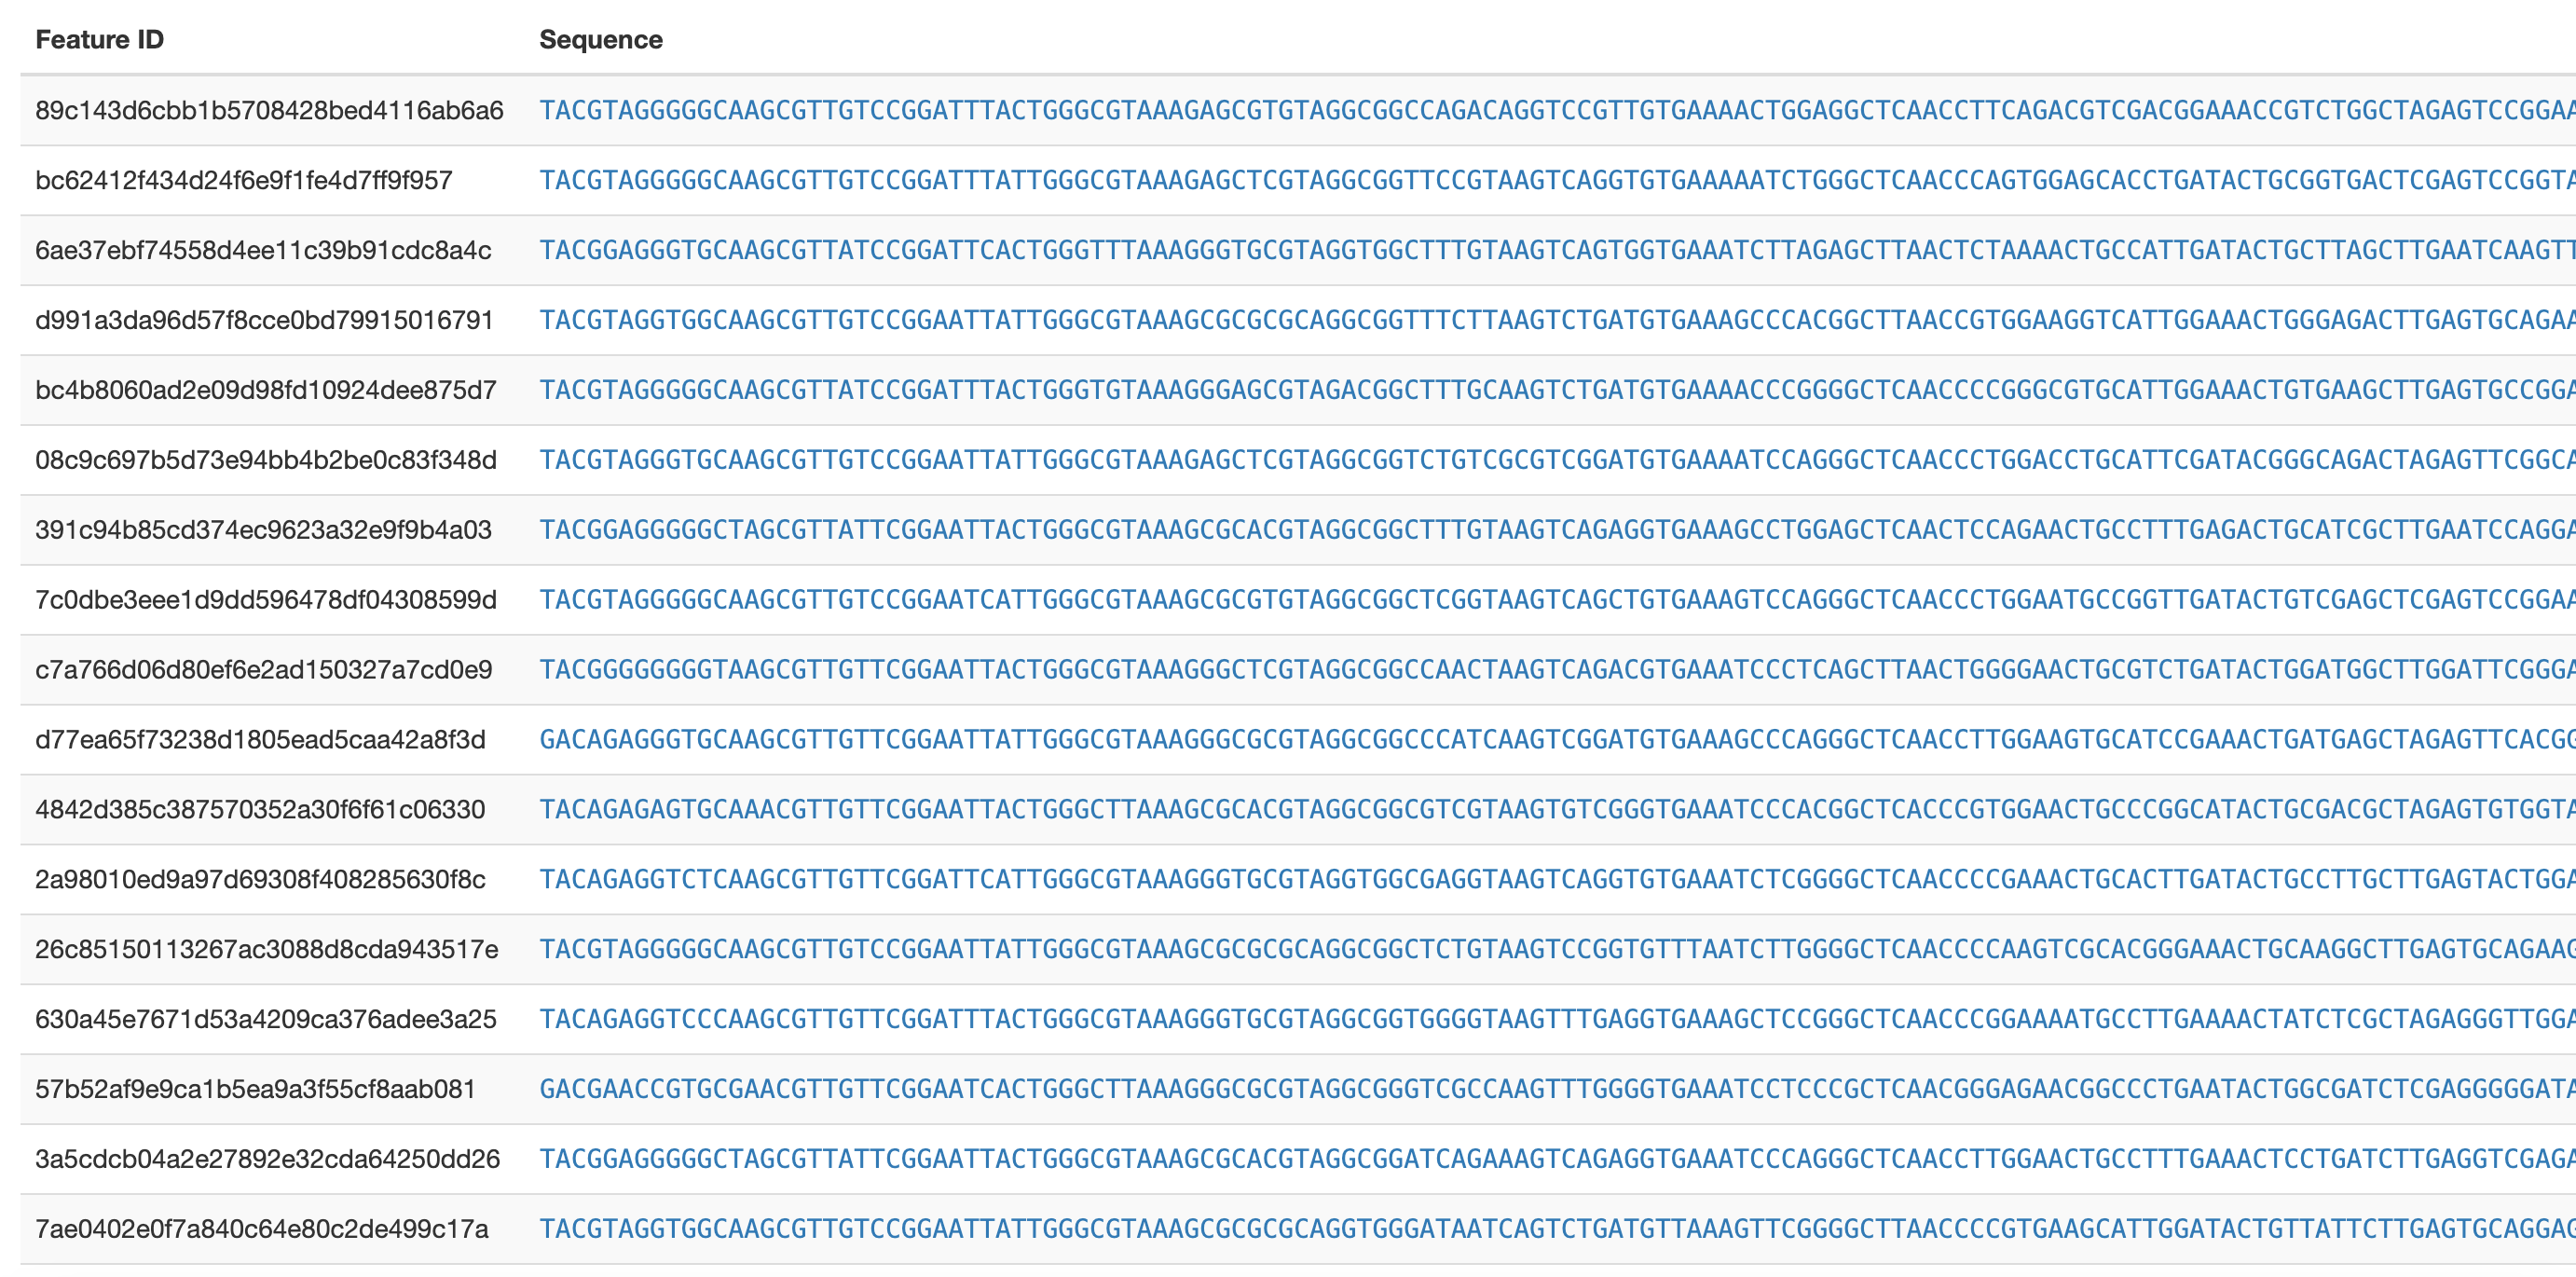 Feature ID Sequence
89c143d6cbb1b5708428bed4116ab6a6 TACGTAGGGGGCAAGCGTTGTCCGGATTTACTGGGCGTAAAGAGCGTGTAGGCGGCCAGACAGGTCCGTTGTGAAAACTGGAGGCTCAACCTTCAGACGTCGACGGAAACCGTCTGGCTAGAGTCCGGAA
bc62412f434d24f6e9f1fe4d7ff9f957 TACGTAGGGGGCAAGCGTTGTCCGGATTTATTGGGCGTAAAGAGCTCGTAGGCGGTTCCGTAAGTCAGGTGTGAAAAATCTGGGCTCAACCCAGTGGAGCACCTGATACTGCGGTGACTCGAGTCCGGTA
6ae37ebf74558d4ee11c39b91cdc8a4c TACGGAGGGTGCAAGCGTTATCCGGATTCACTGGGTTTAAAGGGTGCGTAGGTGGCTTTGTAAGTCAGTGGTGAAATCTTAGAGCTTAACTCTAAAACTGCCATTGATACTGCTTAGCTTGAATCAAGTT
d991a3da96d57f8cce0bd79915016791 TACGTAGGTGGCAAGCGTTGTCCGGAATTATTGGGCGTAAAGCGCGCGCAGGCGGTTTCTTAAGTCTGATGTGAAAGCCCACGGCTTAACCGTGGAAGGTCATTGGAAACTGGGAGACTTGAGTGCAGAA
bc4b8060ad2e09d98fd10924dee875d7 TACGTAGGGGGCAAGCGTTATCCGGATTTACTGGGTGTAAAGGGAGCGTAGACGGCTTTGCAAGTCTGATGTGAAAACCCGGGGCTCAACCCCGGGCGTGCATTGGAAACTGTGAAGCTTGAGTGCCGGA
08c9c697b5d73e94bb4b2be0c83f348d TACGTAGGGTGCAAGCGTTGTCCGGAATTATTGGGCGTAAAGAGCTCGTAGGCGGTCTGTCGCGTCGGATGTGAAAATCCAGGGCTCAACCCTGGACCTGCATTCGATACGGGCAGACTAGAGTTCGGCA
391c94b85cd374ec9623a32e9f9b4a03 TACGGAGGGGGCTAGCGTTATTCGGAATTACTGGGCGTAAAGCGCACGTAGGCGGCTTTGTAAGTCAGAGGTGAAAGCCTGGAGCTCAACTCCAGAACTGCCTTTGAGACTGCATCGCTTGAATCCAGGA
7c0dbe3eee1d9dd596478df04308599d TACGTAGGGGGCAAGCGTTGTCCGGAATCATTGGGCGTAAAGCGCGTGTAGGCGGCTCGGTAAGTCAGCTGTGAAAGTCCAGGGCTCAACCCTGGAATGCCGGTTGATACTGTCGAGCTCGAGTCCGGAA
c7a766d06d80ef6e2ad150327a7cd0e9 TACGGGGGGGGTAAGCGTTGTTCGGAATTACTGGGCGTAAAGGGCTCGTAGGCGGCCAACTAAGTCAGACGTGAAATCCCTCAGCTTAACTGGGGAACTGCGTCTGATACTGGATGGCTTGGATTCGGGA
d77ea65f73238d1805ead5caa42a8f3d GACAGAGGGTGCAAGCGTTGTTCGGAATTATTGGGCGTAAAGGGCGCGTAGGCGGCCCATCAAGTCGGATGTGAAAGCCCAGGGCTCAACCTTGGAAGTGCATCCGAAACTGATGAGCTAGAGTTCACGG
4842d385c387570352a30f6f61c06330 TACAGAGAGTGCAAACGTTGTTCGGAATTACTGGGCTTAAAGCGCACGTAGGCGGCGTCGTAAGTGTCGGGTGAAATCCCACGGCTCACCCGTGGAACTGCCCGGCATACTGCGACGCTAGAGTGTGGTA
2a98010ed9a97d69308f408285630f8c TACAGAGGTCTCAAGCGTTGTTCGGATTCATTGGGCGTAAAGGGTGCGTAGGTGGCGAGGTAAGTCAGGTGTGAAATCTCGGGGCTCAACCCCGAAACTGCACTTGATACTGCCTTGCTTGAGTACTGGA
26c85150113267ac3088d8cda943517e TACGTAGGGGGCAAGCGTTGTCCGGAATTATTGGGCGTAAAGCGCGCGCAGGCGGCTCTGTAAGTCCGGTGTTTAATCTTGGGGCTCAACCCCAAGTCGCACGGGAAACTGCAAGGCTTGAGTGCAGAAG
630a45e7671d53a4209ca376adee3a25 TACAGAGGTCCCAAGCGTTGTTCGGATTTACTGGGCGTAAAGGGTGCGTAGGCGGTGGGGTAAGTTTGAGGTGAAAGCTCCGGGCTCAACCCGGAAAATGCCTTGAAAACTATCTCGCTAGAGGGTTGGA
57b52af9e9ca1b5ea9a3f55cf8aab081 GACGAACCGTGCGAACGTTGTTCGGAATCACTGGGCTTAAAGGGCGCGTAGGCGGGTCGCCAAGTTTGGGGTGAAATCCTCCCGCTCAACGGGAGAACGGCCCTGAATACTGGCGATCTCGAGGGGGATA
3a5cdcb04a2e27892e32cda64250dd26 TACGGAGGGGGCTAGCGTTATTCGGAATTACTGGGCGTAAAGCGCACGTAGGCGGATCAGAAAGTCAGAGGTGAAATCCCAGGGCTCAACCTTGGAACTGCCTTTGAAACTCCTGATCTTGAGGTCGAGA
7ae0402e0f7a840c64e80c2de499c17a TACGTAGGTGGCAAGCGTTGTCCGGAATTATTGGGCGTAAAGCGCGCGCAGGTGGGATAATCAGTCTGATGTTAAAGTTCGGGGCTTAACCCCGTGAAGCATTGGATACTGTTATTCTTGAGTGCAGGAG